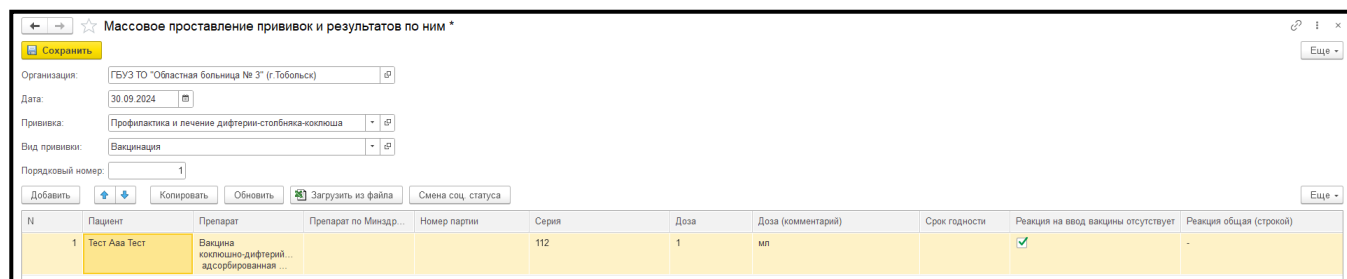 Массовое проставление прививок и результатов по ним *
Сохранить
Еще
Организация: ГБУЗ ТО "Областная больница № 3" (г.Тобольск)
Дата: 30.09.2024
Прививка: Профилактика и лечение дифтерии-столбняка-коклюша
Вид прививки: Вакцинация
Порядковый номер: 1
Добавить Копировать Обновить Загрузить из файла Смена соц. статуса Еще
N Пациент Препарат Препарат по Минздр... Номер партии Серия Доза Доза (комментарий) Срок годности Реакция на ввод вакцины отсутствует Реакция общая (строкой)
1 Тест Ааа Тест Вакцина 112 1 мл -
коклюшно-дифтерий...
адсорбированная ...